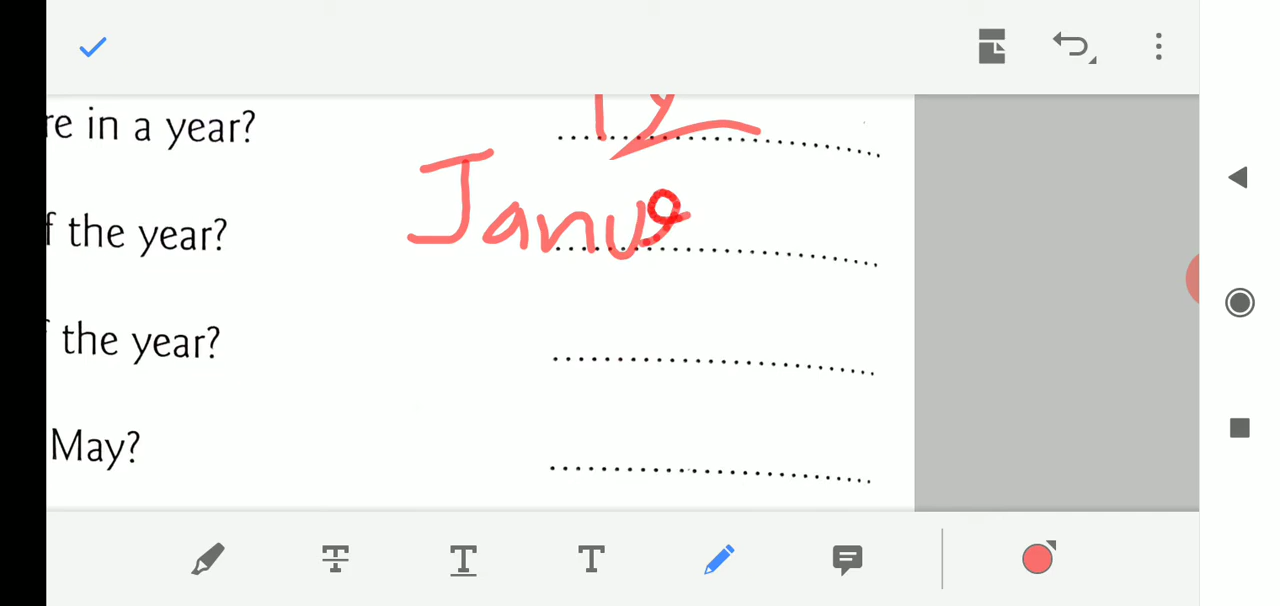 re in a year? 12
f the year? Janua
the year?
May?